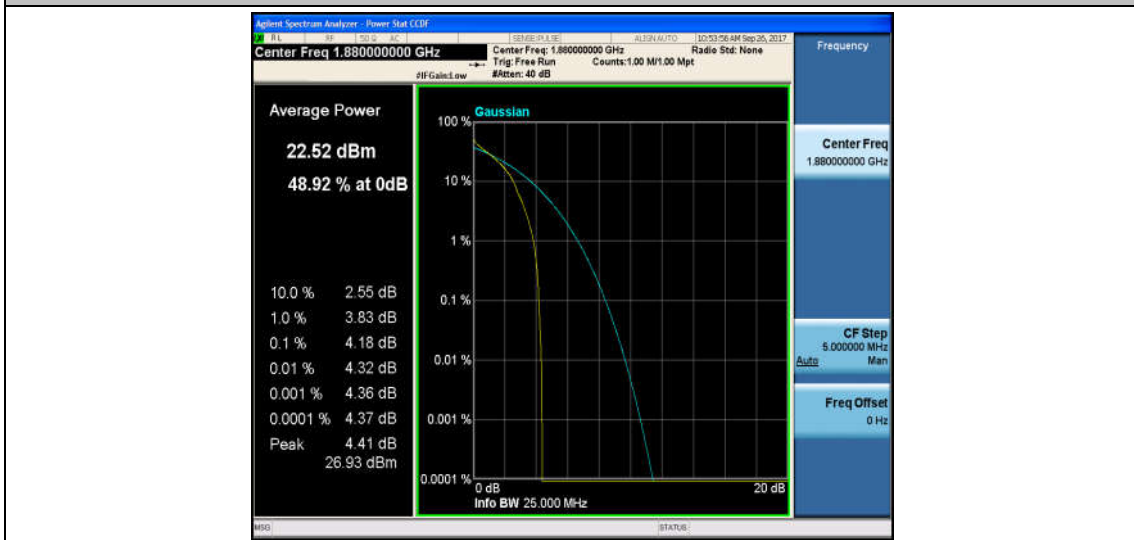 Agilent Spectrum Analyzer - Power Stat CCDF
RL RF 50 Ω AC SENSE:PULSE ALIGN AUTO 10:53:56 AM Sep 26, 2017
Center Freq 1.880000000 GHz
Center Freq: 1.880000000 GHz Radio Std: None
Trig: Free Run Counts:1.00 M/1.00 Mpt
#IFGain:Low #Atten: 40 dB
Average Power
22.52 dBm
48.92 % at 0dB
10.0 % 2.55 dB
1.0 % 3.83 dB
0.1 % 4.18 dB
0.01 % 4.32 dB
0.001 % 4.36 dB
0.0001 % 4.37 dB
Peak 4.41 dB
26.93 dBm
Gaussian
100 %
10 %
1 %
0.1 %
0.01 %
0.001 %
0.0001 %
0 dB 20 dB
Info BW 25.000 MHz
Frequency
Center Freq
1.880000000 GHz
CF Step
5.000000 MHz
Auto Man
Freq Offset
0 Hz
MSG STATUS